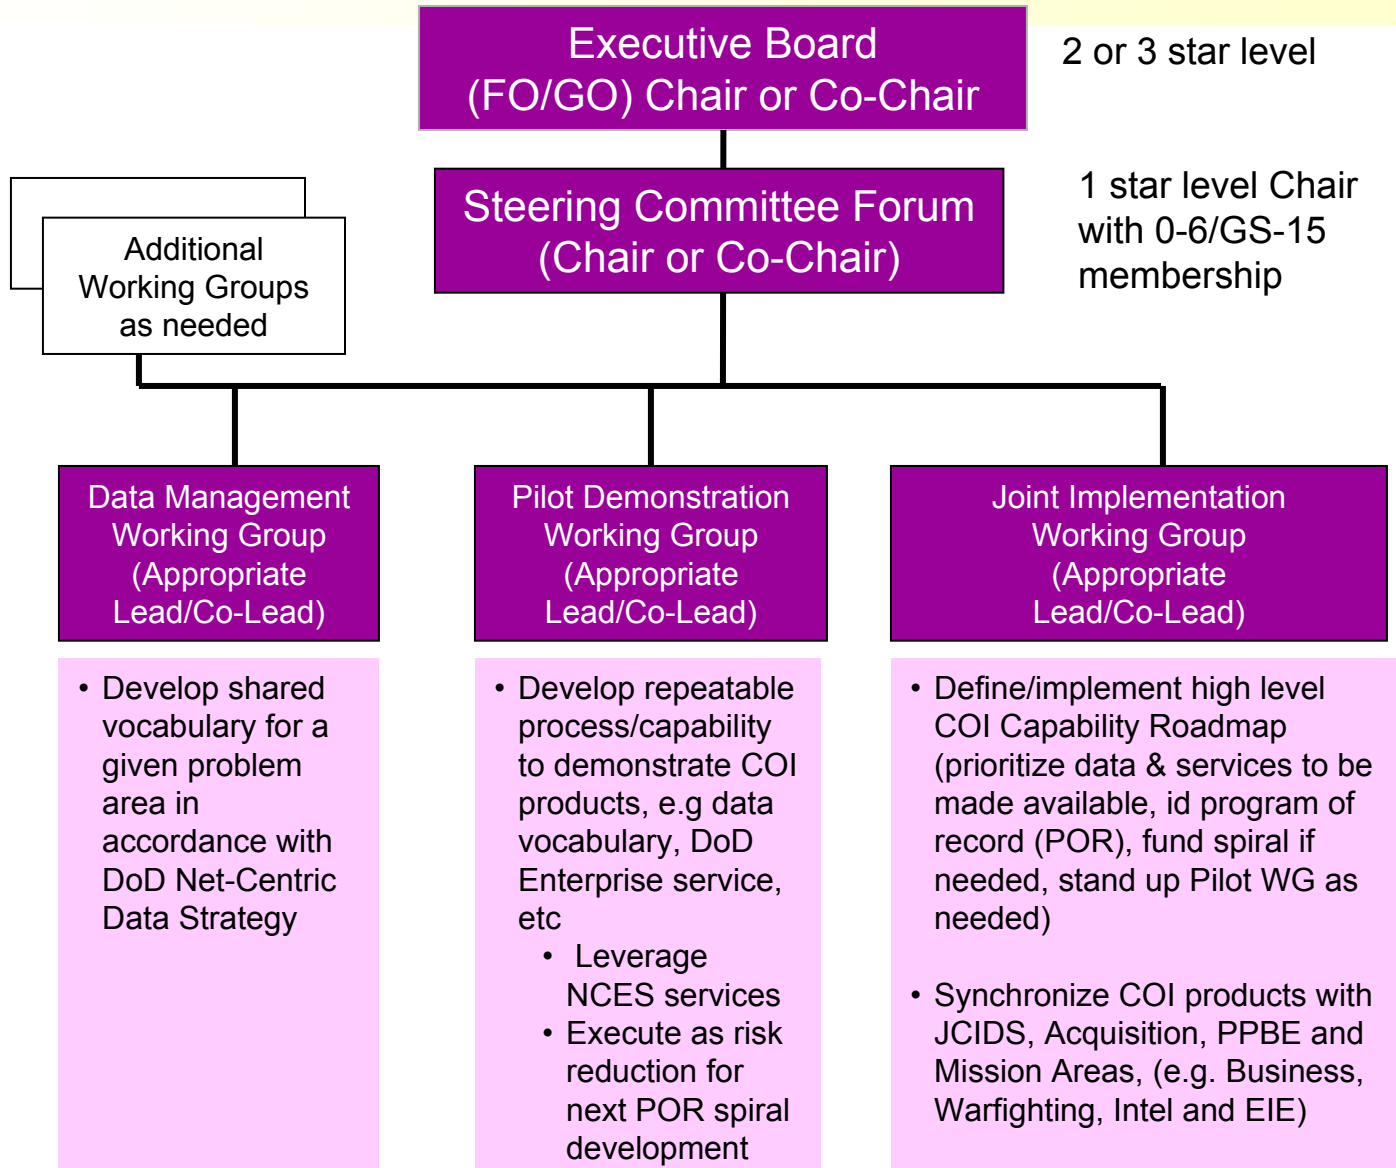 Executive Board
(FO/GO) Chair or Co-Chair
2 or 3 star level
Steering Committee Forum
(Chair or Co-Chair)
1 star level Chair
with 0-6/GS-15
membership
Additional
Working Groups
as needed
Data Management
Working Group
(Appropriate
Lead/Co-Lead)
• Develop shared
vocabulary for a
given problem
area in
accordance with
DoD Net-Centric
Data Strategy
Pilot Demonstration
Working Group
(Appropriate
Lead/Co-Lead)
• Develop repeatable
process/capability
to demonstrate COI
products, e.g data
vocabulary, DoD
Enterprise service,
etc
• Leverage
NCES services
• Execute as risk
reduction for
next POR spiral
development
Joint Implementation
Working Group
(Appropriate
Lead/Co-Lead)
• Define/implement high level
COI Capability Roadmap
(prioritize data & services to be
made available, id program of
record (POR), fund spiral if
needed, stand up Pilot WG as
needed)
• Synchronize COI products with
JCIDS, Acquisition, PPBE and
Mission Areas, (e.g. Business,
Warfighting, Intel and EIE)